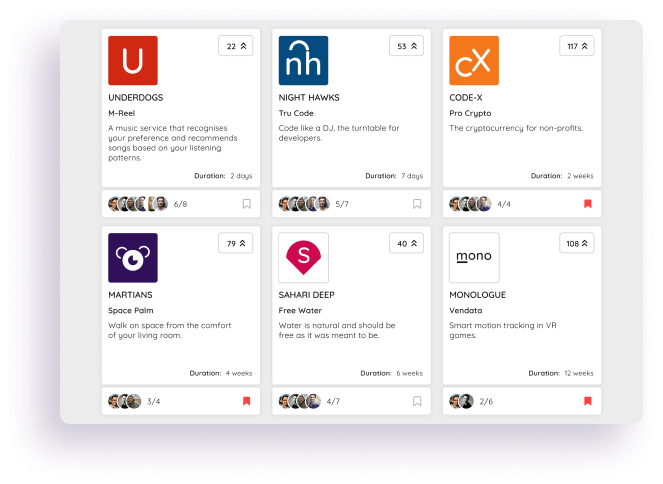 U
22
UNDERDOGS
M-Reel
A music service that recognises
your preference and recommends
songs based on your listening
patterns.
Duration: 2 days
6/8
nh
53
NIGHT HAWKS
Tru Code
Code like a DJ, the turntable for
developers.
Duration: 7 days
5/7
cX
117
CODE-X
Pro Crypto
The cryptocurrency for non-profits.
Duration: 2 weeks
4/4
79
MARTIANS
Space Palm
Walk on space from the comfort
of your living room.
Duration: 4 weeks
3/4
S
40
SAHARI DEEP
Free Water
Water is natural and should be
free as it was meant to be.
Duration: 6 weeks
4/7
mono
108
MONOLOGUE
Vendata
Smart motion tracking in VR
games.
Duration: 12 weeks
2/6